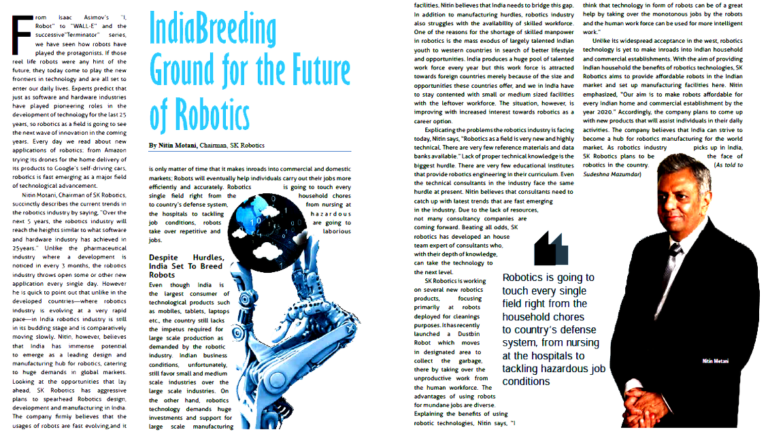 From Isaac Asimov's "I,
Robot" to "WALL-E" and the
successive"Terminator" series,
we have seen how robots have
played the protagonists. If those
reel life robots were any hint of the
future, they today come to play the new
frontiers in technology and are all set to
enter our daily lives. Experts predict that
just as software and hardware industries
have played pioneering roles in the
development of technology for the last 25
years, so robotics as a field is going to see
the next wave of innovation in the coming
years. Every day we read about new
applications of robotics. From Amazon
trying its drones for the home delivery of
its products to Google's self-driving cars,
robotics is fast emerging as a major field
of technological advancement.
Nitin Motani, Chairman of SK Robotics,
succinctly describes the current trends in
the robotics industry by saying, "Over the
next 5 years, the robotics industry will
reach the heights similar to what software
and hardware industry has achieved in
25years." Unlike the pharmaceutical
industry where a development is
noticed in every 3 months, the robotics
industry throws open some or other new
application every single day. However
he is quick to point out that unlike in the
developed countries—where robotics
industry is evolving at a very rapid
pace—in India robotics industry is still
in its budding stage and is comparatively
moving slowly. Nitin, however, believes
that India has immense potential
to emerge as a leading design and
manufacturing hub for robotics, catering
to huge demands in global markets.
Looking at the opportunities that lay
ahead, SK Robotics has aggressive
plans to spearhead Robotics design,
development and manufacturing in India.
The company firmly believes that the
usages of robots are fast evolving,and it
IndiaBreeding
Ground for the Future
of Robotics
By Nitin Motani, Chairman, SK Robotics
is only matter of time that it makes inroads into commercial and domestic
markets; Robots will eventually help individuals carry out their jobs more
efficiently and accurately. Robotics is going to touch every
single field right from the household chores
to country's defense system, from nursing at
the hospitals to tackling hazardous
job conditions, robots are going to
take over repetitive and laborious
jobs.
Despite Hurdles,
India Set To Breed
Robots
Even though India is
the largest consumer of
technological products such
as mobiles, tablets, laptops
etc, the country still lacks
the impetus required for
large scale production as
demanded by the robotic
industry. Indian business
conditions, unfortunately,
still favor small and medium
scale industries over the
large scale industries. On
the other hand, robotics
technology demands huge
investments and support for
large scale manufacturing
facilities. Nitin believes that India needs to bridge this gap.
In addition to manufacturing hurdles, robotics industry
also struggles with the availability of skilled workforce.
One of the reasons for the shortage of skilled manpower
in robotics is the mass exodus of largely talented Indian
youth to western countries in search of better lifestyle
and opportunities. India produces a huge pool of talented
work force every year but this work force is attracted
towards foreign countries merely because of the size and
opportunities these countries offer, and we in India have
to stay contented with small or medium sized facilities
with the leftover workforce. The situation, however, is
improving with increased interest towards robotics as a
career option.
Explicating the problems the robotics industry is facing
today, Nitin says, "Robotics as a field is very new and highly
technical. There are very few reference materials and data
banks available." Lack of proper technical knowledge is the
biggest hurdle. There are very few educational institutes
that provide robotics engineering in their curriculum. Even
the technical consultants in the industry face the same
hurdle at present. Nitin believes that consultants need to
catch up with latest trends that are fast emerging
in the industry. Due to the lack of resources,
not many consultancy companies are
coming forward. Beating all odds, SK
robotics has developed an house
team expert of consultants who,
with their depth of knowledge,
can take the technology to
the next level.
SK Robotics is working
on several new robotics
products, focusing
primarily at robots
deployed for cleanings
purposes. It has recently
launched a Dustbin
Robot which moves
in designated area to
collect the garbage,
there by taking over the
unproductive work from
the human workforce. The
advantages of using robots
for mundane jobs are diverse.
Explaining the benefits of using
robotic technologies, Nitin says, "I
think that technology in form of robots can be of a great
help by taking over the monotonous jobs by the robots
and the human work force can be used for more intelligent
work."
Unlike its widespread acceptance in the west, robotics
technology is yet to make inroads into Indian household
and commercial establishments. With the aim of providing
Indian household the benefits of robotics technologies, SK
Robotics aims to provide affordable robots in the Indian
market and set up manufacturing facilities here. Nitin
emphasized, "Our aim is to make robots affordable for
every Indian home and commercial establishment by the
year 2020." Accordingly, the company plans to come up
with new products that will assist individuals in their daily
activities. The company believes that India can strive to
become a hub for robotics manufacturing for the world
market. As robotics industry picks up in India,
SK Robotics plans to be the face of
robotics in the country. (As told to
Sudeshna Mazumdar)
Robotics is going to
touch every single
field right from the
household chores
to country's defense
system, from nursing
at the hospitals to
tackling hazardous job
conditions
Nitin Motani